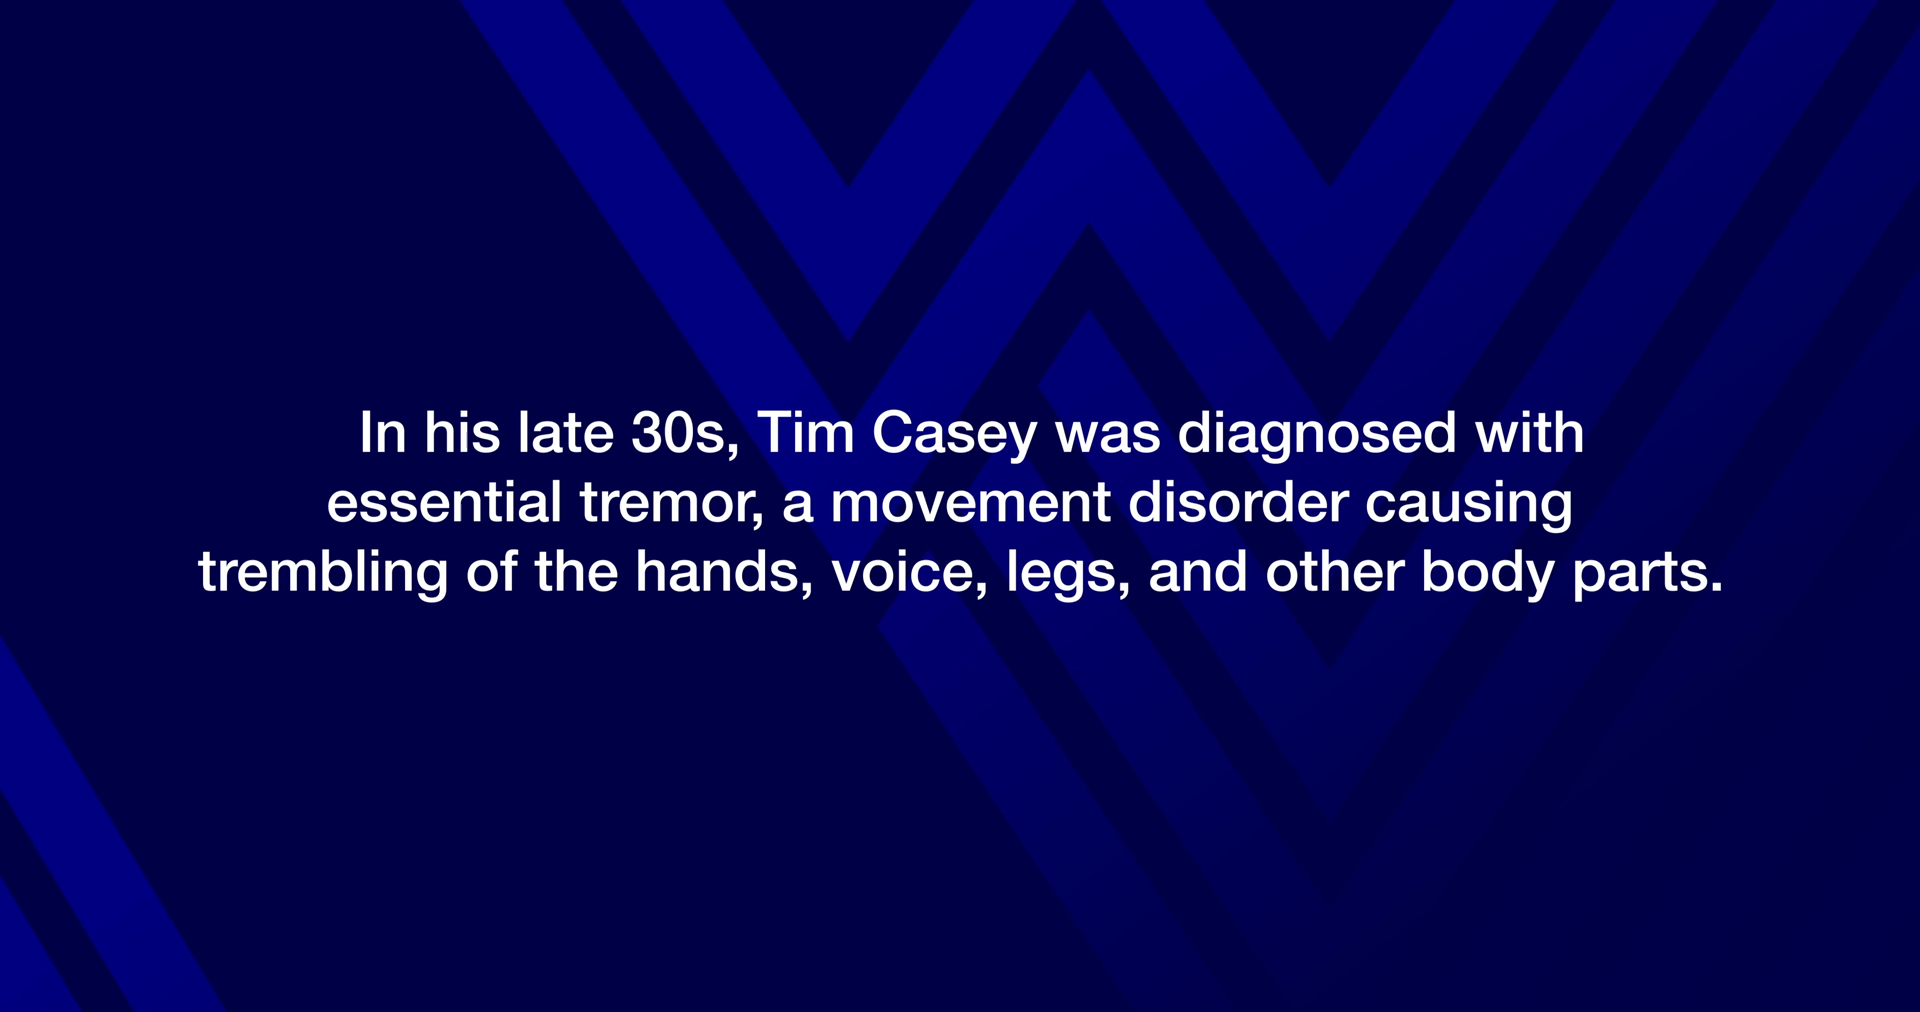 In his late 30s, Tim Casey was diagnosed with
essential tremor, a movement disorder causing
trembling of the hands, voice, legs, and other body parts.